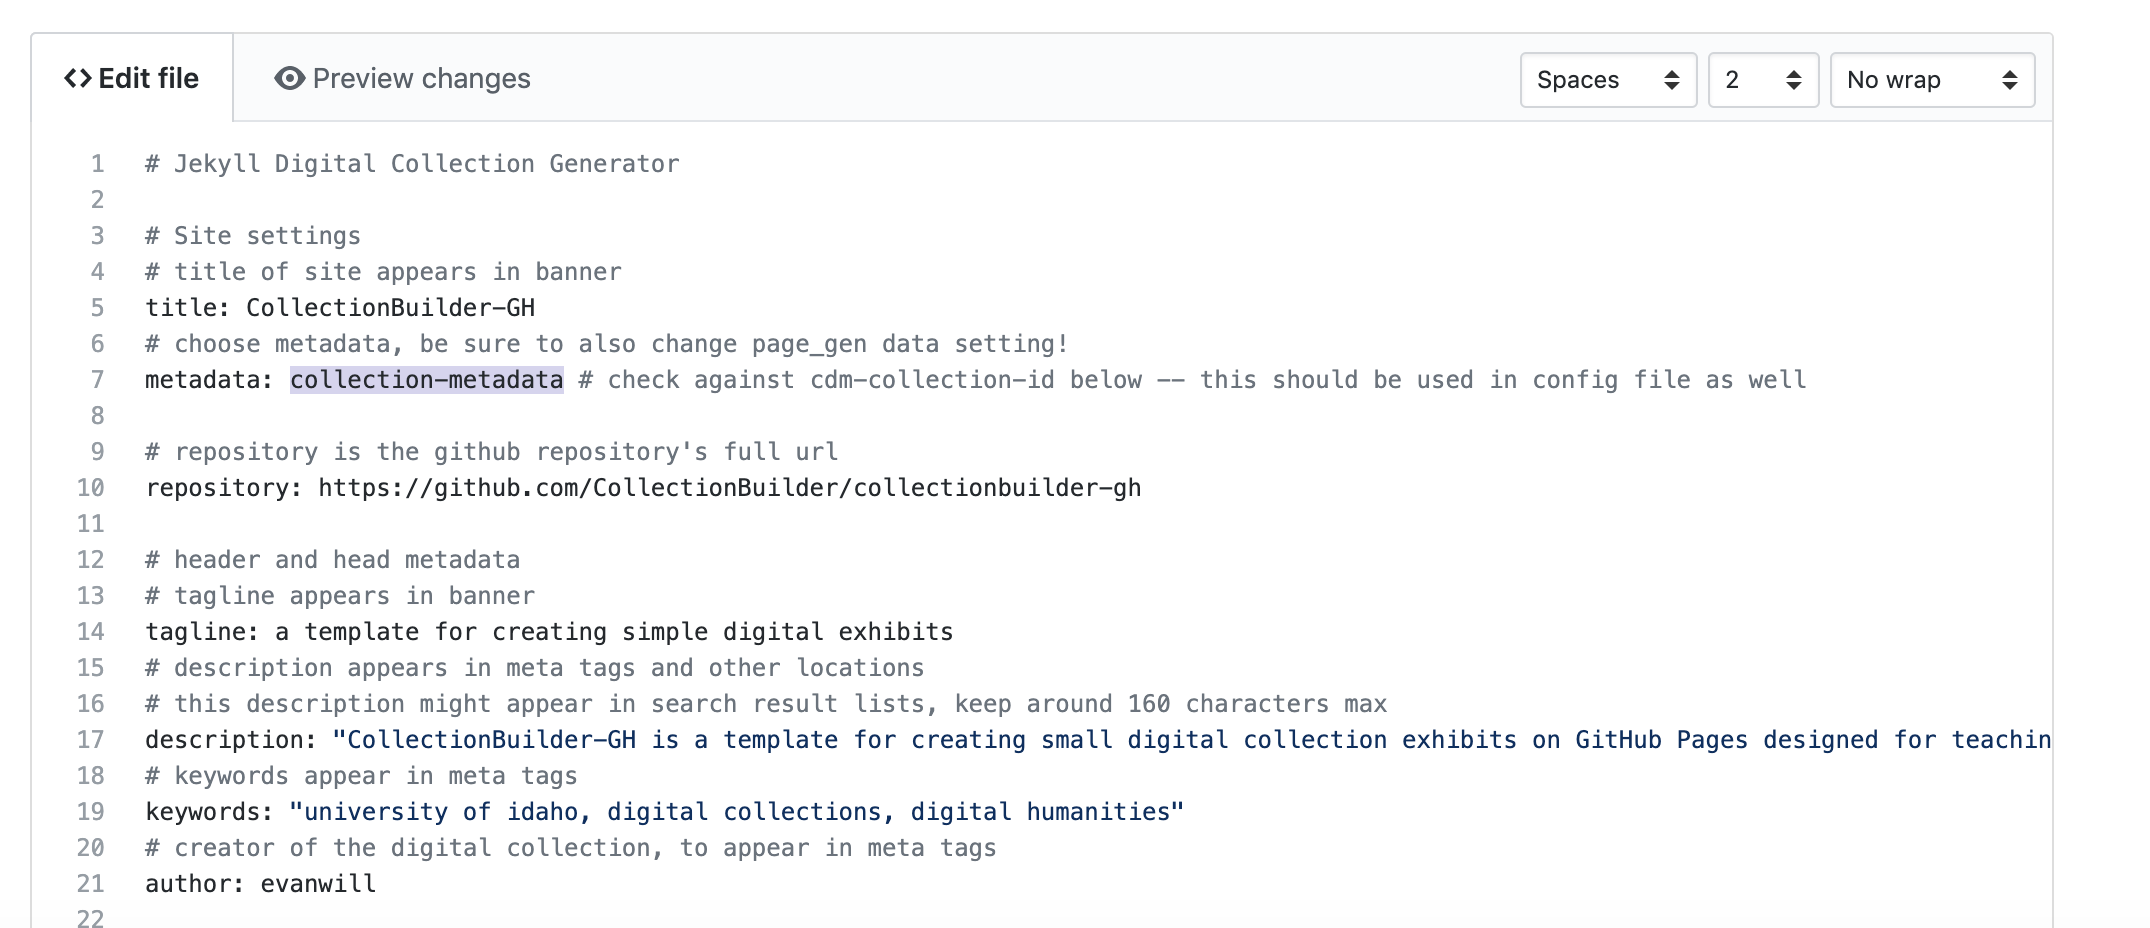 <> Edit file
Preview changes
Spaces
2
No wrap
1 # Jekyll Digital Collection Generator
2
3 # Site settings
4 # title of site appears in banner
5 title: CollectionBuilder-GH
6 # choose metadata, be sure to also change page_gen data setting!
7 metadata: collection-metadata # check against cdm-collection-id below -- this should be used in config file as well
8
9 # repository is the github repository's full url
10 repository: https://github.com/CollectionBuilder/collectionbuilder-gh
11
12 # header and head metadata
13 # tagline appears in banner
14 tagline: a template for creating simple digital exhibits
15 # description appears in meta tags and other locations
16 # this description might appear in search result lists, keep around 160 characters max
17 description: "CollectionBuilder-GH is a template for creating small digital collection exhibits on GitHub Pages designed for teachin
18 # keywords appear in meta tags
19 keywords: "university of idaho, digital collections, digital humanities"
20 # creator of the digital collection, to appear in meta tags
21 author: evanwill
22